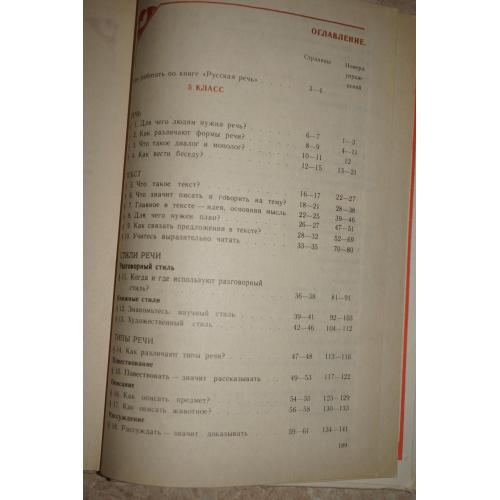 ОГЛАВЛЕНИЕ.
Страницы Номера упраж- нений
работать по книге «Русская речь» 3—4
5 КЛАСС
1. Для чего людям нужна речь? 6—7 1—3
2. Как различают формы речи? 8—9 4—11
3. Что такое диалог и монолог? 10—11 12
4. Как вести беседу? 12—15 13—21
ТЕКСТ
§ 5. Что такое текст? 16—17 22—27
§ 6. Что значит писать и говорить на тему? 18—21 28—38
§ 7. Главное в тексте — идея, основная мысль 22—25 39—46
§ 8. Для чего нужен план? 26—27 47—51
§ 9. Как связать предложения в тексте? 28—32 52—69
§ 10. Учитесь выразительно читать 33—35 70—80
СТИЛИ РЕЧИ
Разговорный стиль
§ 11. Когда и где используют разговорный
стиль? 36—38 81—91
Книжные стили
§ 12. Знакомьтесь: научный стиль 39—41 92—103
§ 13. Художественный стиль 42—46 104—112
ТИПЫ РЕЧИ
§ 14. Как различают типы речи? 47—48 113—116
Повествование
§ 15. Повествовать — значит рассказывать 49—53 117—122
Описание
§ 16. Как описать предмет? 54—55 123—129
§ 17. Как описать животное? 56—58 130—133
Рассуждение
§ 18. Рассуждать — значит доказывать 59—61 134—141
189